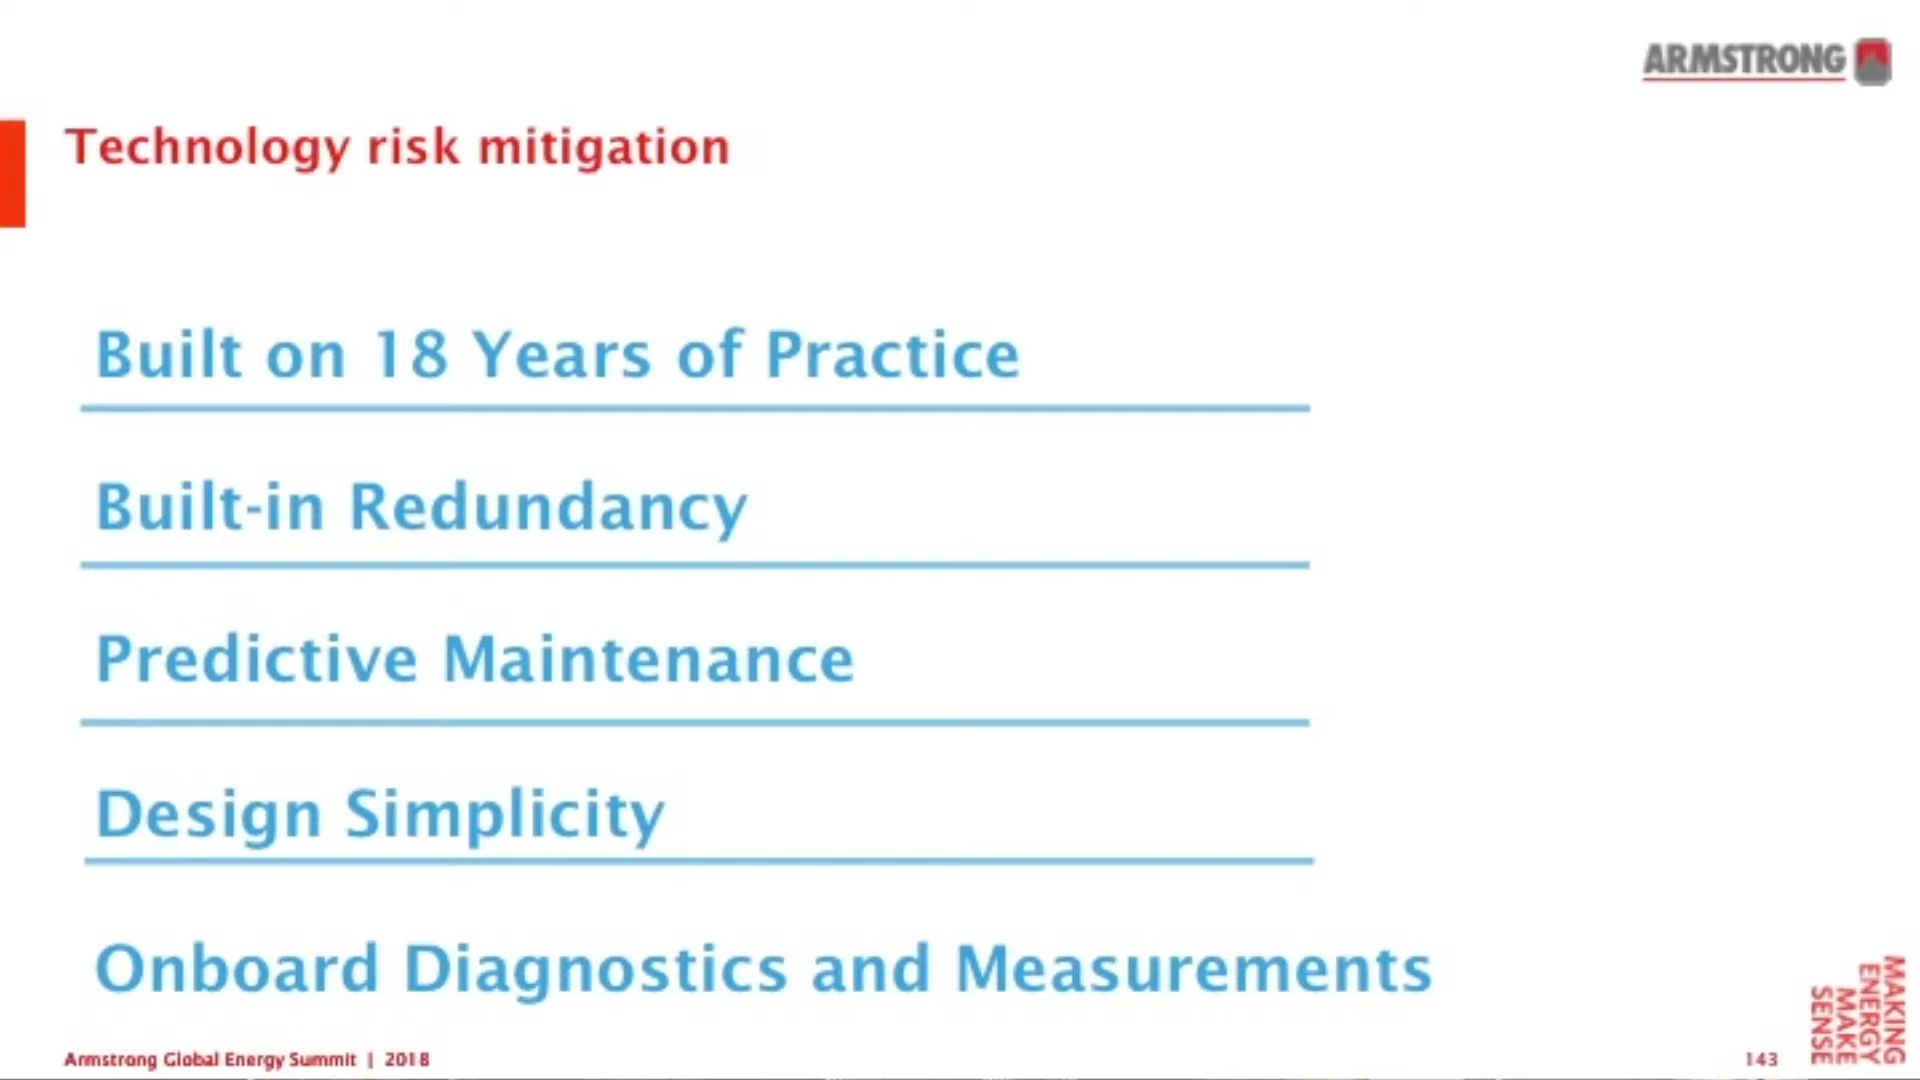 ARMSTRONG
Technology risk mitigation
Built on 18 Years of Practice
Built-in Redundancy
Predictive Maintenance
Design Simplicity
Onboard Diagnostics and Measurements
Armstrong Global Energy Summit | 2018
143
MAKING
ENERGY
MAKE
SENSE